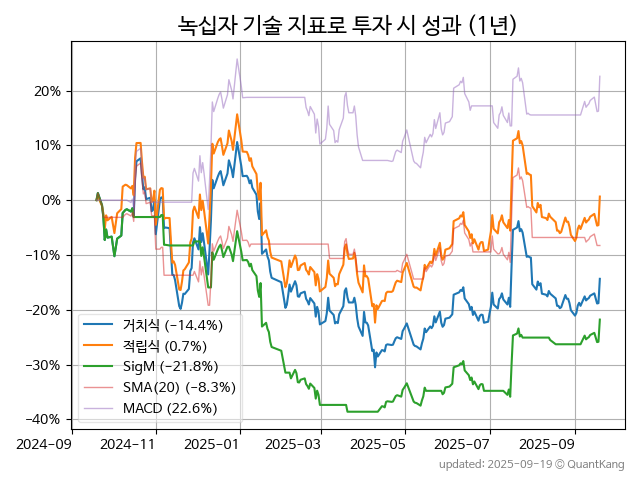 녹십자 기술 지표로 투자 시 성과 (1년)
20%
10%
0%
−10%
−20%
−30%
−40%
거치식 (−14.4%)
적립식 (0.7%)
SigM (−21.8%)
SMA(20) (−8.3%)
MACD (22.6%)
2024-09 2024-11 2025-01 2025-03 2025-05 2025-07 2025-09
updated: 2025-09-19 © QuantKang